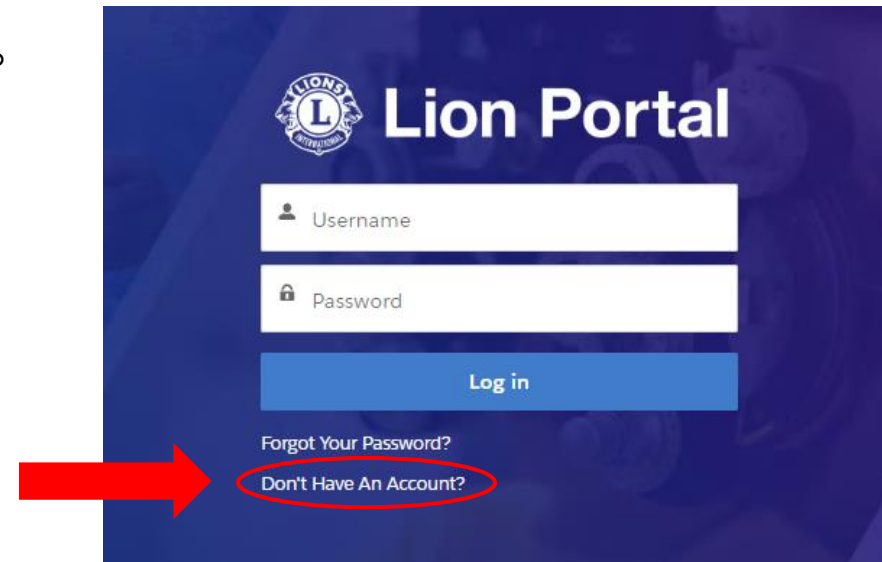 LIONS
L
INTERNATIONAL
Lion Portal
Username
Password
Log in
Forgot Your Password?
Don't Have An Account?